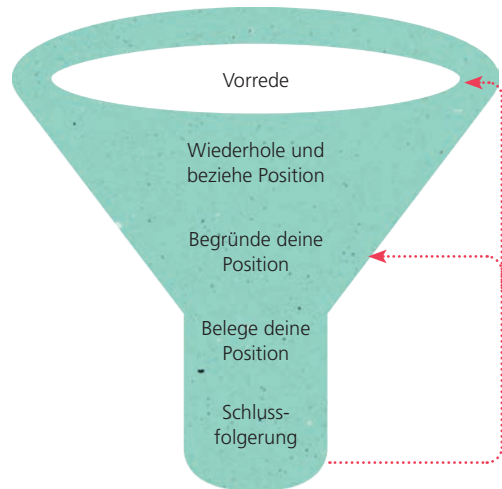 Vorrede
Wiederhole und
beziehe Position
Begründe deine
Position
Belege deine
Position
Schluss-
folgerung